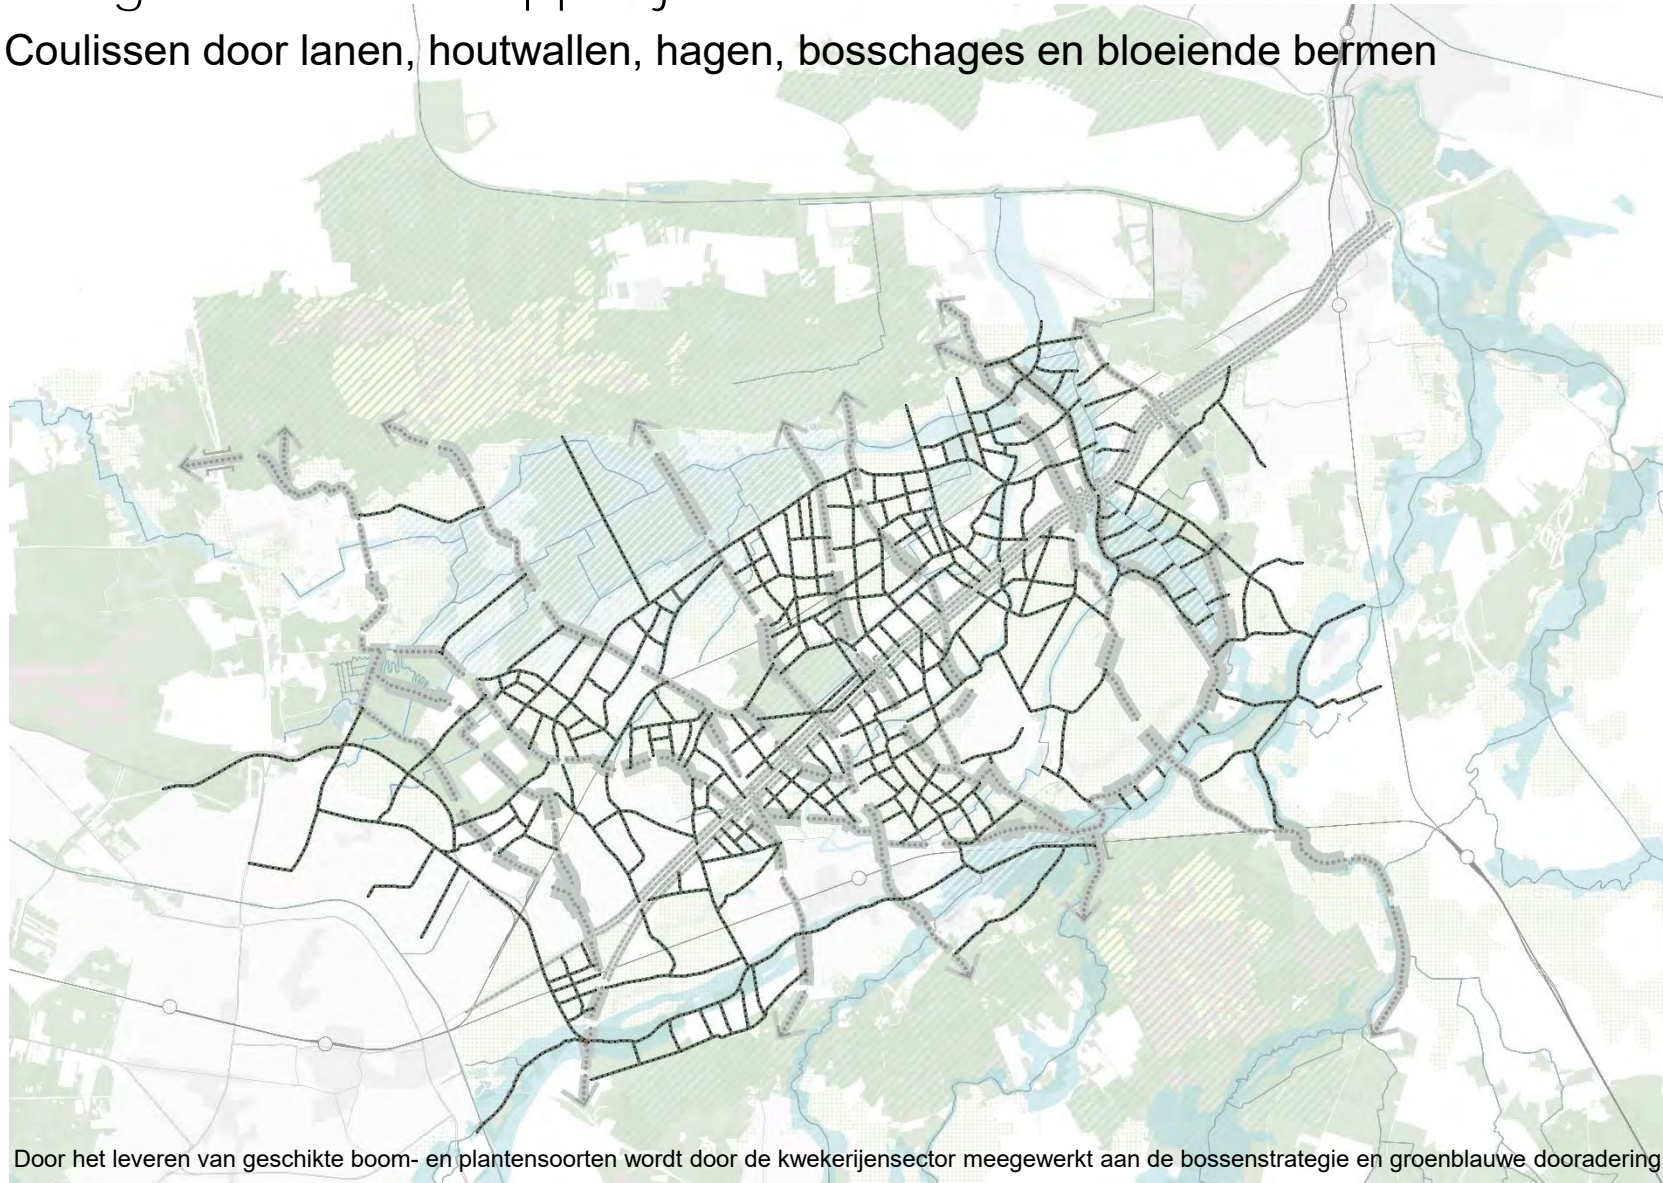 Coulissen door lanen, houtwallen, hagen, bosschages en bloeiende bermen
Door het leveren van geschikte boom- en plantensoorten wordt door de kwekerijensector meegewerkt aan de bossenstrategie en groenblauwe dooradering